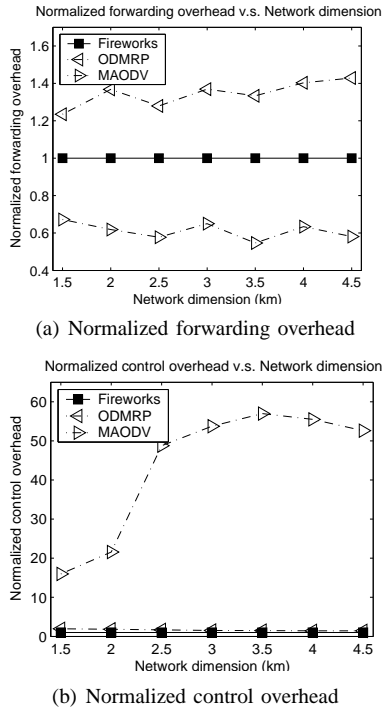 Normalized forwarding overhead v.s. Network dimension
Normalized forwarding overhead
1.6
1.4
1.2
1
0.8
0.6
0.4
Fireworks
ODMRP
MAODV
1.5 2 2.5 3 3.5 4 4.5
Network dimension (km)
(a) Normalized forwarding overhead
Normalized control overhead v.s. Network dimension
Normalized control overhead
60
50
40
30
20
10
0
Fireworks
ODMRP
MAODV
1.5 2 2.5 3 3.5 4 4.5
Network dimension (km)
(b) Normalized control overhead